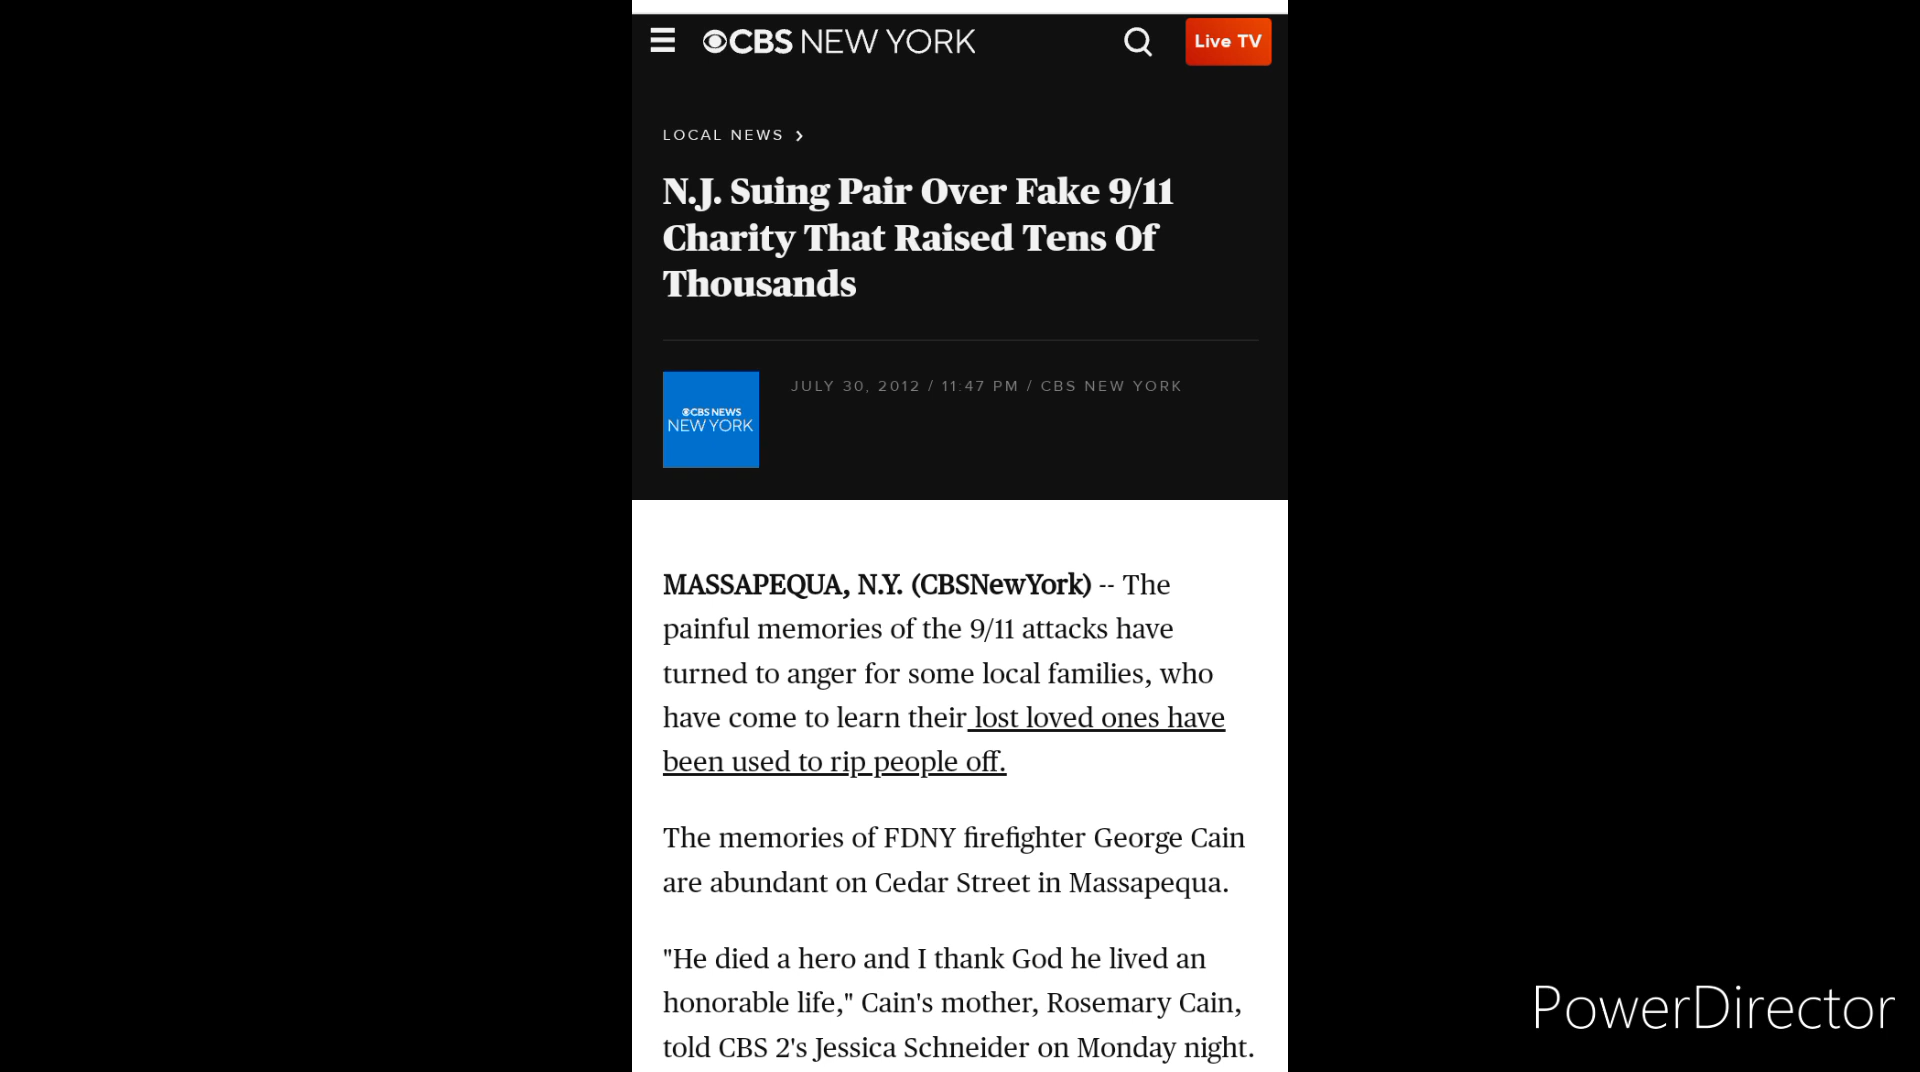 CBS NEW YORK
Live TV
LOCAL NEWS
N.J. Suing Pair Over Fake 9/11
Charity That Raised Tens Of
Thousands
CBS NEWS
NEW YORK
JULY 30, 2012 / 11:47 PM / CBS NEW YORK
MASSAPEQUA, N.Y. (CBSNewYork) -- The
painful memories of the 9/11 attacks have
turned to anger for some local families, who
have come to learn their lost loved ones have
been used to rip people off.
The memories of FDNY firefighter George Cain
are abundant on Cedar Street in Massapequa.
"He died a hero and I thank God he lived an
honorable life," Cain's mother, Rosemary Cain,
told CBS 2's Jessica Schneider on Monday night.
PowerDirector